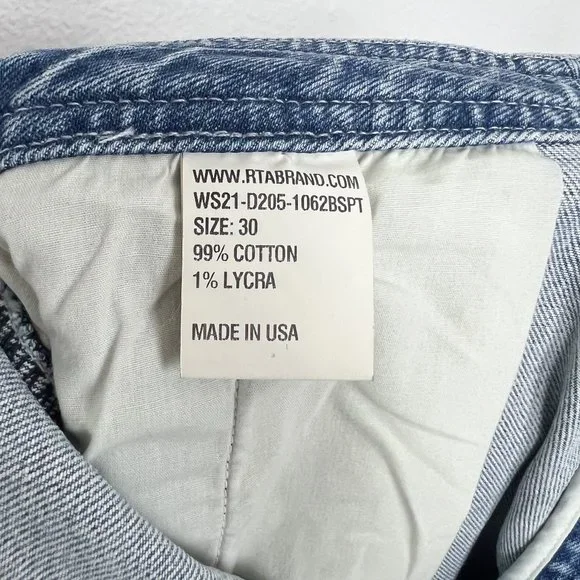 WWW.RTABRAND.COM
WS21-D205-1062BSPT
SIZE: 30
99% COTTON
1% LYCRA
MADE IN USA